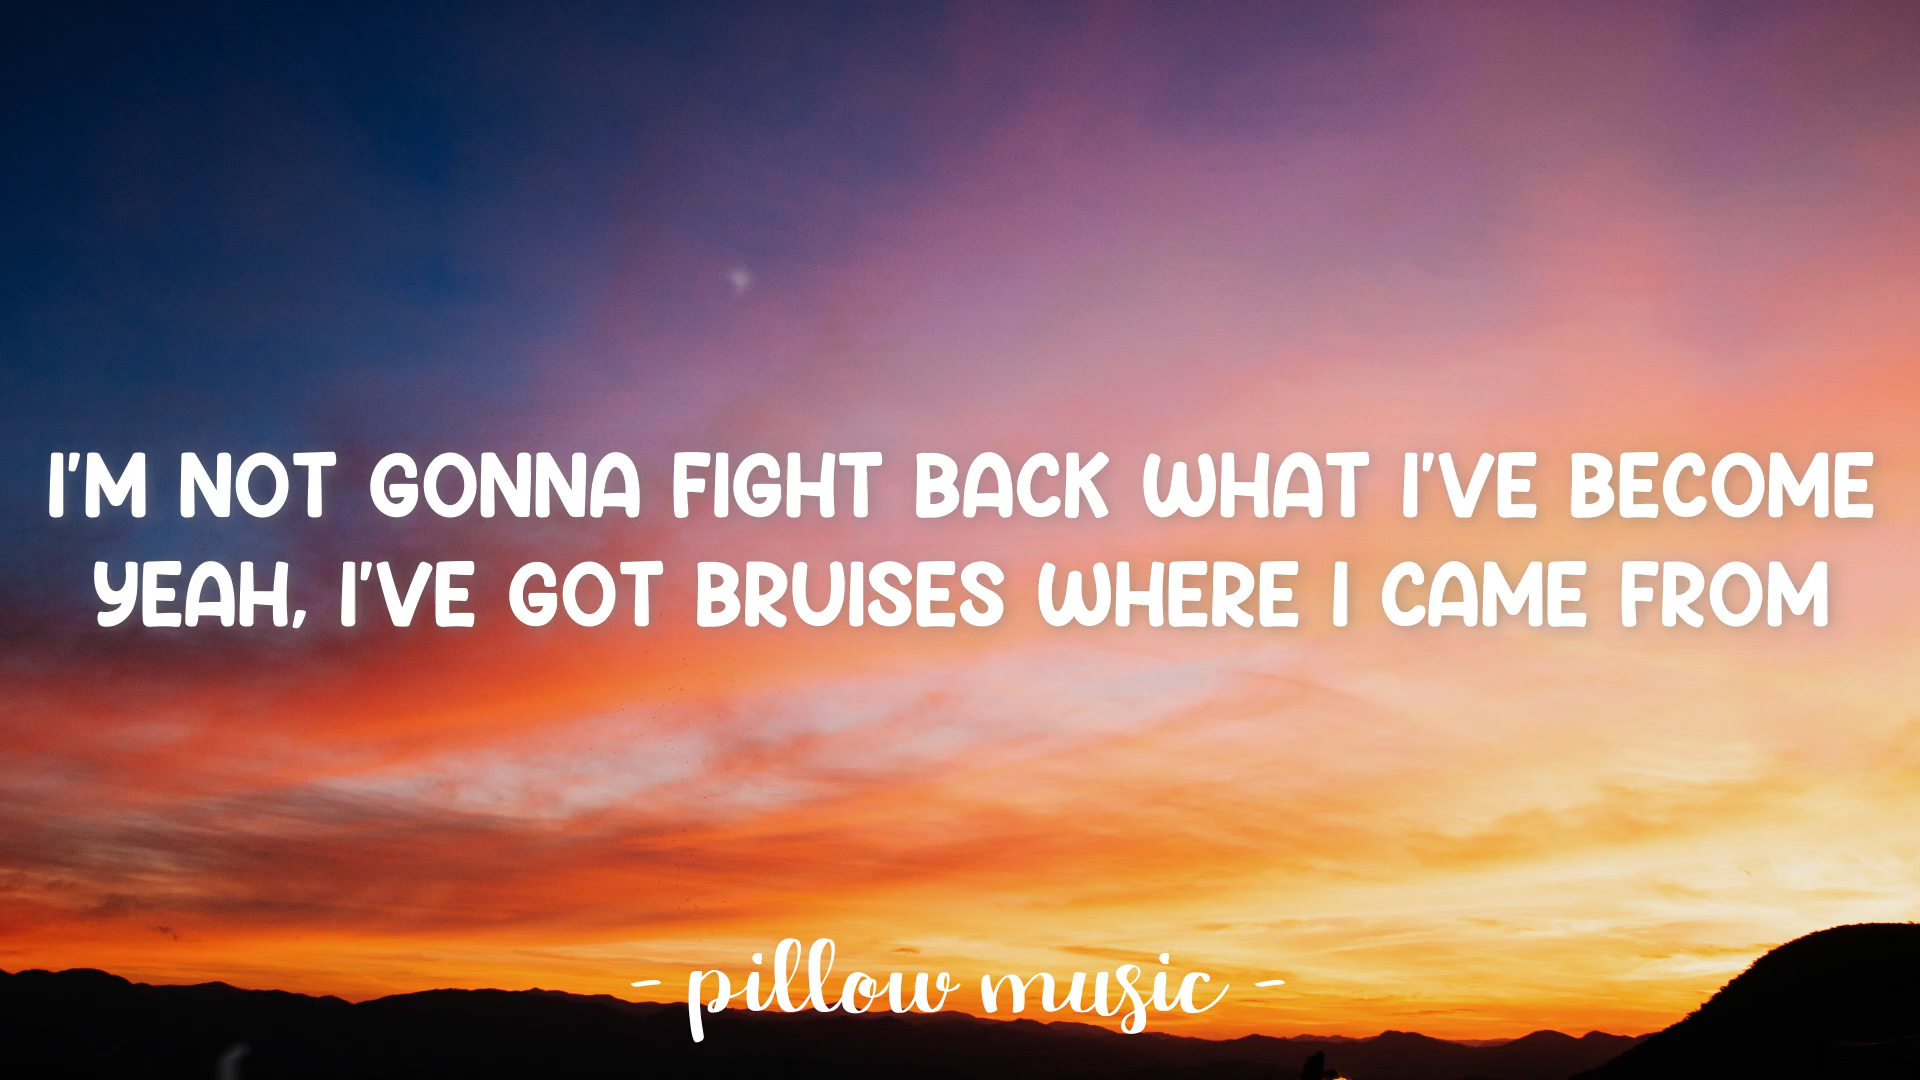 I'M NOT GONNA FIGHT BACK WHAT I'VE BECOME
YEAH, I'VE GOT BRUISES WHERE I CAME FROM
- pillow music -